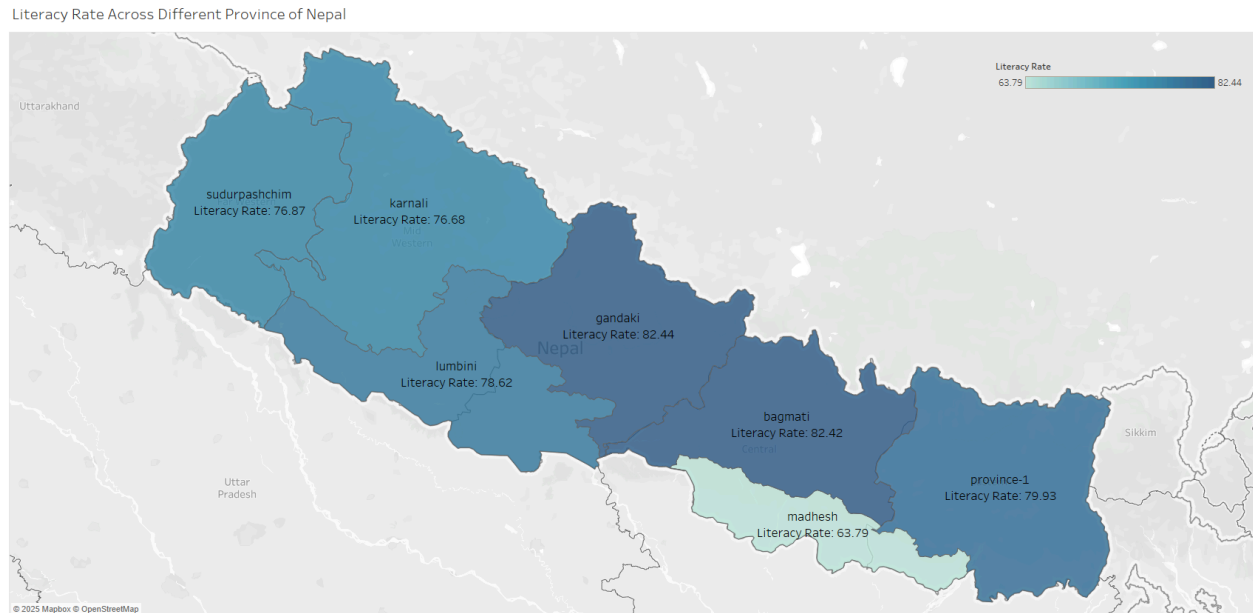 Literacy Rate Across Different Province of Nepal
Literacy Rate
63.79
82.44
Uttarakhand
sudurpashchim
Literacy Rate: 76.87
karnali
Literacy Rate: 76.68
Mid
Western
gandaki
Literacy Rate: 82.44
Nepal
lumbini
Literacy Rate: 78.62
bagmati
Literacy Rate: 82.42
Central
Sikkim
province-1
Literacy Rate: 79.93
Uttar
Pradesh
madhesh
Literacy Rate: 63.79
© 2025 Mapbox © OpenStreetMap